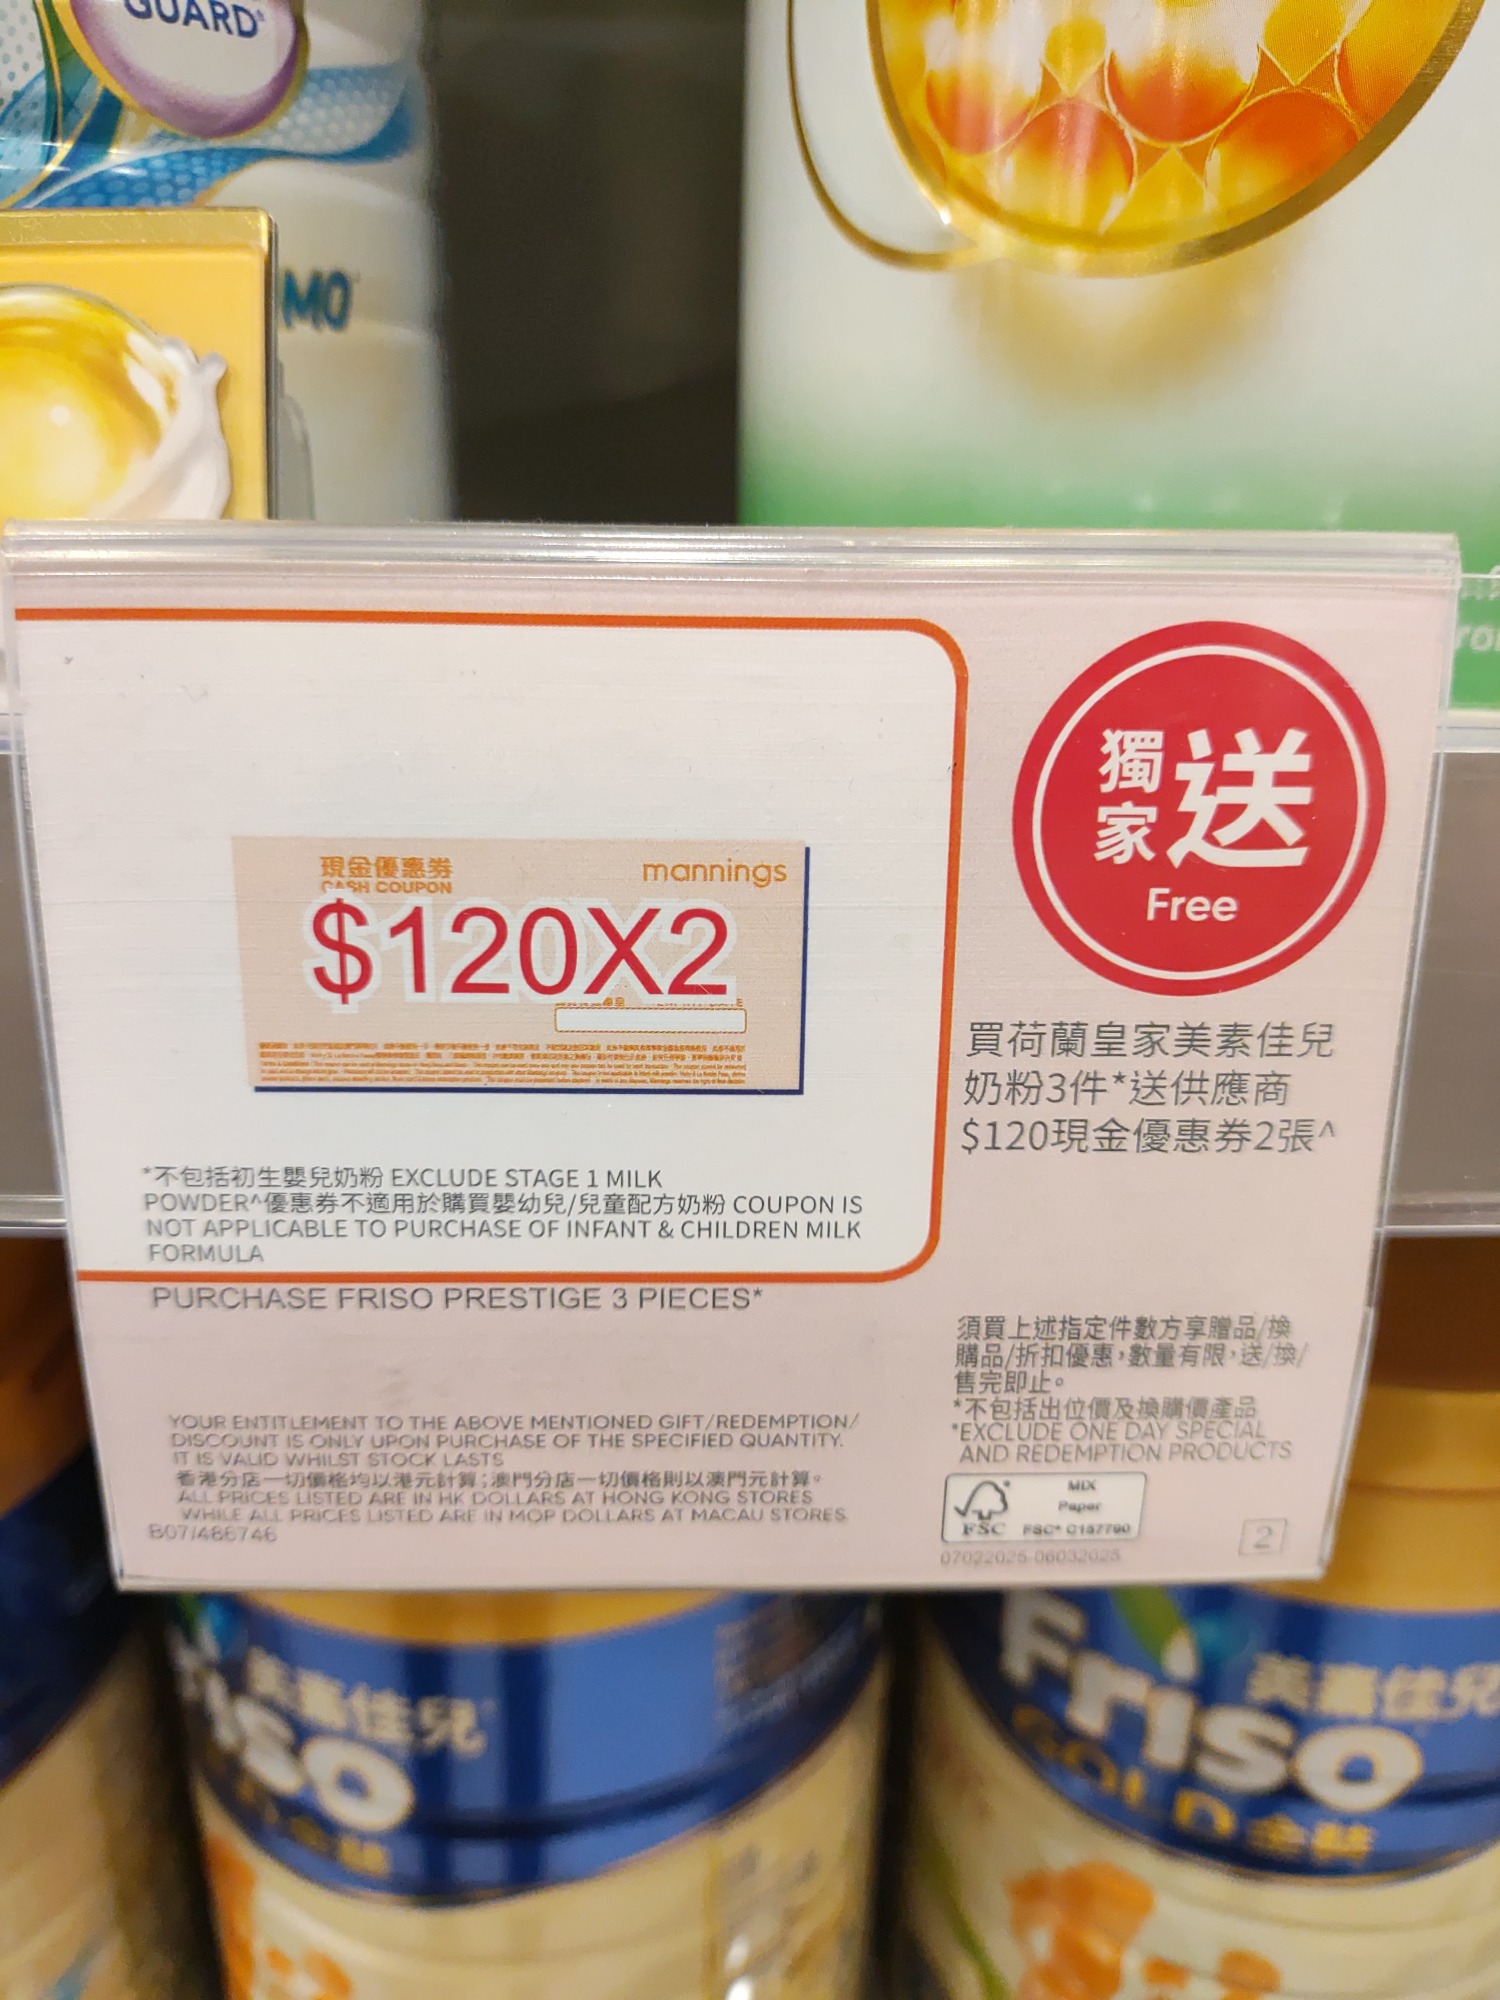 GUARD
MO
現金優惠券
CASH COUPON
mannings
$120X2
獨家
送
Free
買荷蘭皇家美素佳兒
奶粉3件*送供應商
$120現金優惠券2張^
*不包括初生嬰兒奶粉 EXCLUDE STAGE 1 MILK
POWDER^優惠券不適用於購買嬰幼兒/兒童配方奶粉 COUPON IS
NOT APPLICABLE TO PURCHASE OF INFANT & CHILDREN MILK
FORMULA
PURCHASE FRISO PRESTIGE 3 PIECES*
須買上述指定件數方享贈品/換
購品/折扣優惠,數量有限,送/換/
售完即止。
*不包括出位價及換購價產品
*EXCLUDE ONE DAY SPECIAL
AND REDEMPTION PRODUCTS
YOUR ENTITLEMENT TO THE ABOVE MENTIONED GIFT/REDEMPTION/
DISCOUNT IS ONLY UPON PURCHASE OF THE SPECIFIED QUANTITY.
IT IS VALID WHILST STOCK LASTS
香港分店一切價格均以港元計算;澳門分店一切價格則以澳門元計算。
ALL PRICES LISTED ARE IN HK DOLLARS AT HONG KONG STORES
WHILE ALL PRICES LISTED ARE IN MOP DOLLARS AT MACAU STORES.
B07/486746
FSC
MIX
Paper
FSC® C157790
07022025-06032025
2
美素佳兒
Friso
美素佳兒
Friso
GOLD 金裝